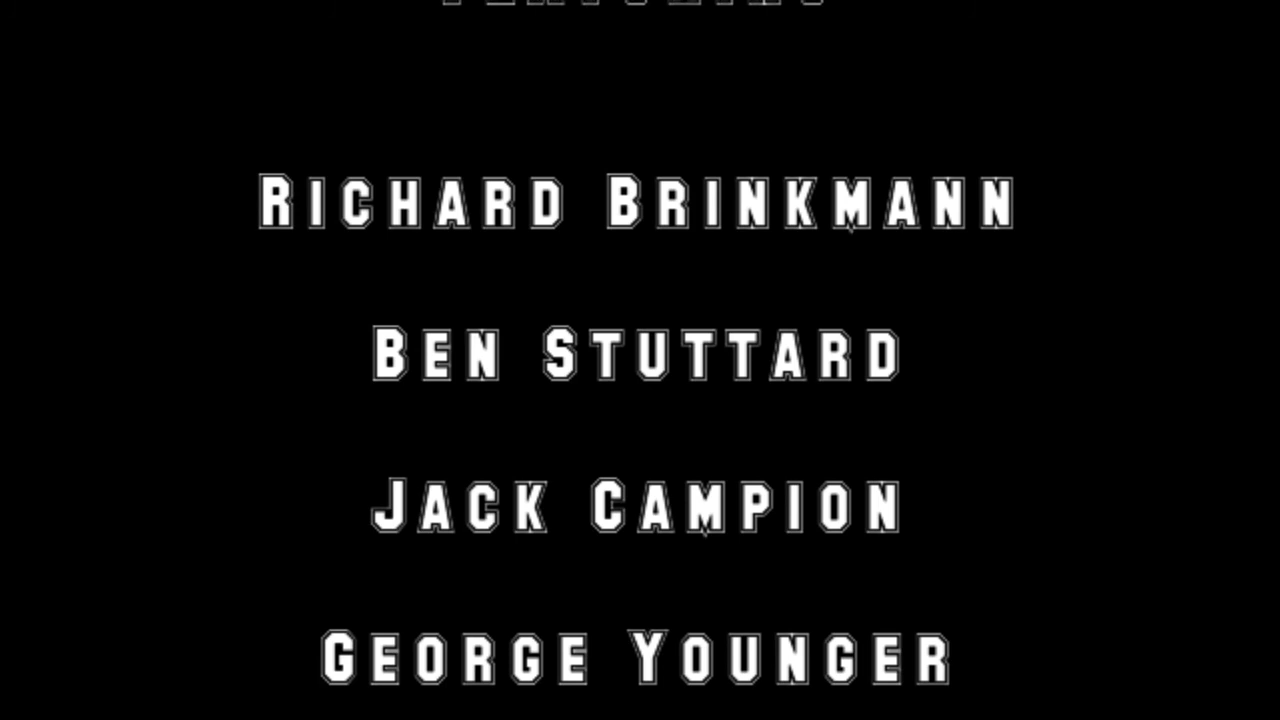 Richard Brinkmann
Ben Stuttard
Jack Campion
George Younger